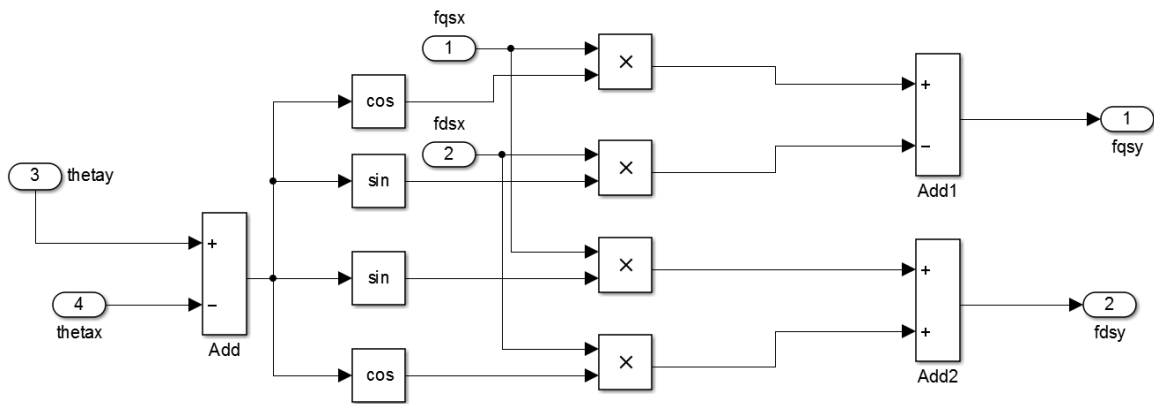 fqsx
1
×
+
cos
1
fqsy
fdsx
2
×
−
Add1
3
thetay
sin
+
×
+
sin
4
thetax
−
Add
2
fdsy
+
×
cos
Add2